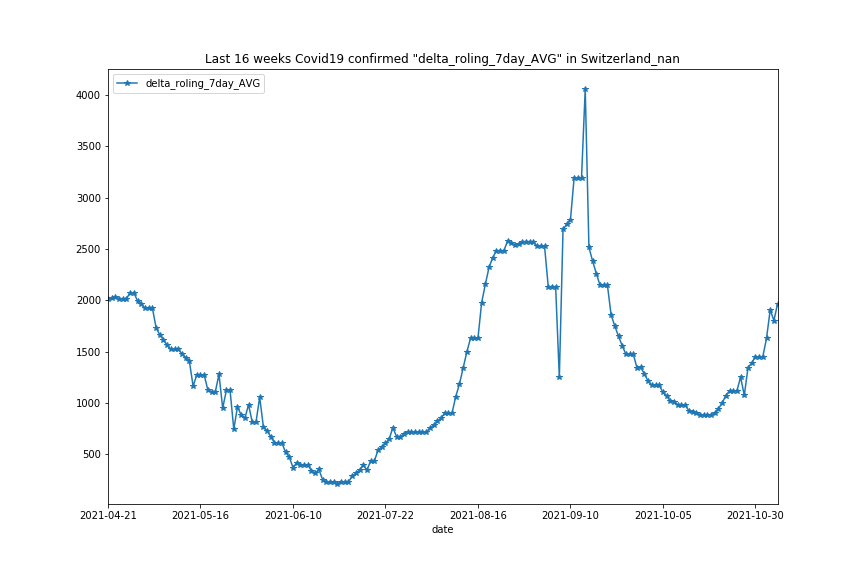 Last 16 weeks Covid19 confirmed "delta_roling_7day_AVG" in Switzerland_nan
delta_roling_7day_AVG
4000
3500
3000
2500
2000
1500
1000
500
2021-04-21 2021-05-16 2021-06-10 2021-07-22 2021-08-16 2021-09-10 2021-10-05 2021-10-30
date